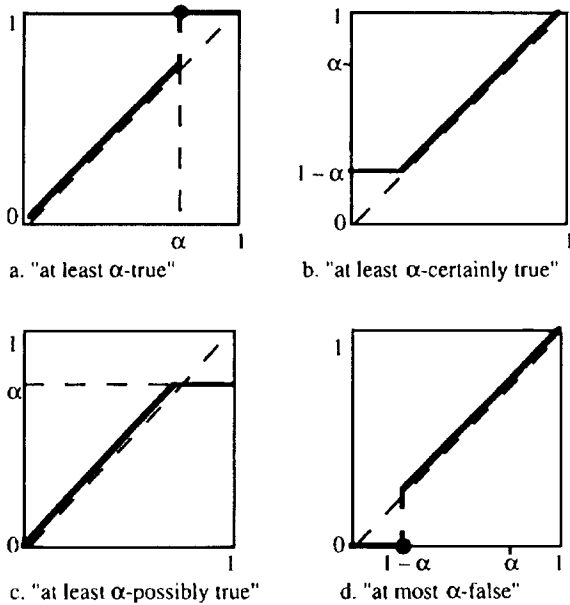 1
0
α
1
a. "at least α-true"
1
α
1 – α
0
1
b. "at least α-certainly true"
1
α
0
1
c. "at least α-possibly true"
1
0
1 – α
α
1
d. "at most α-false"